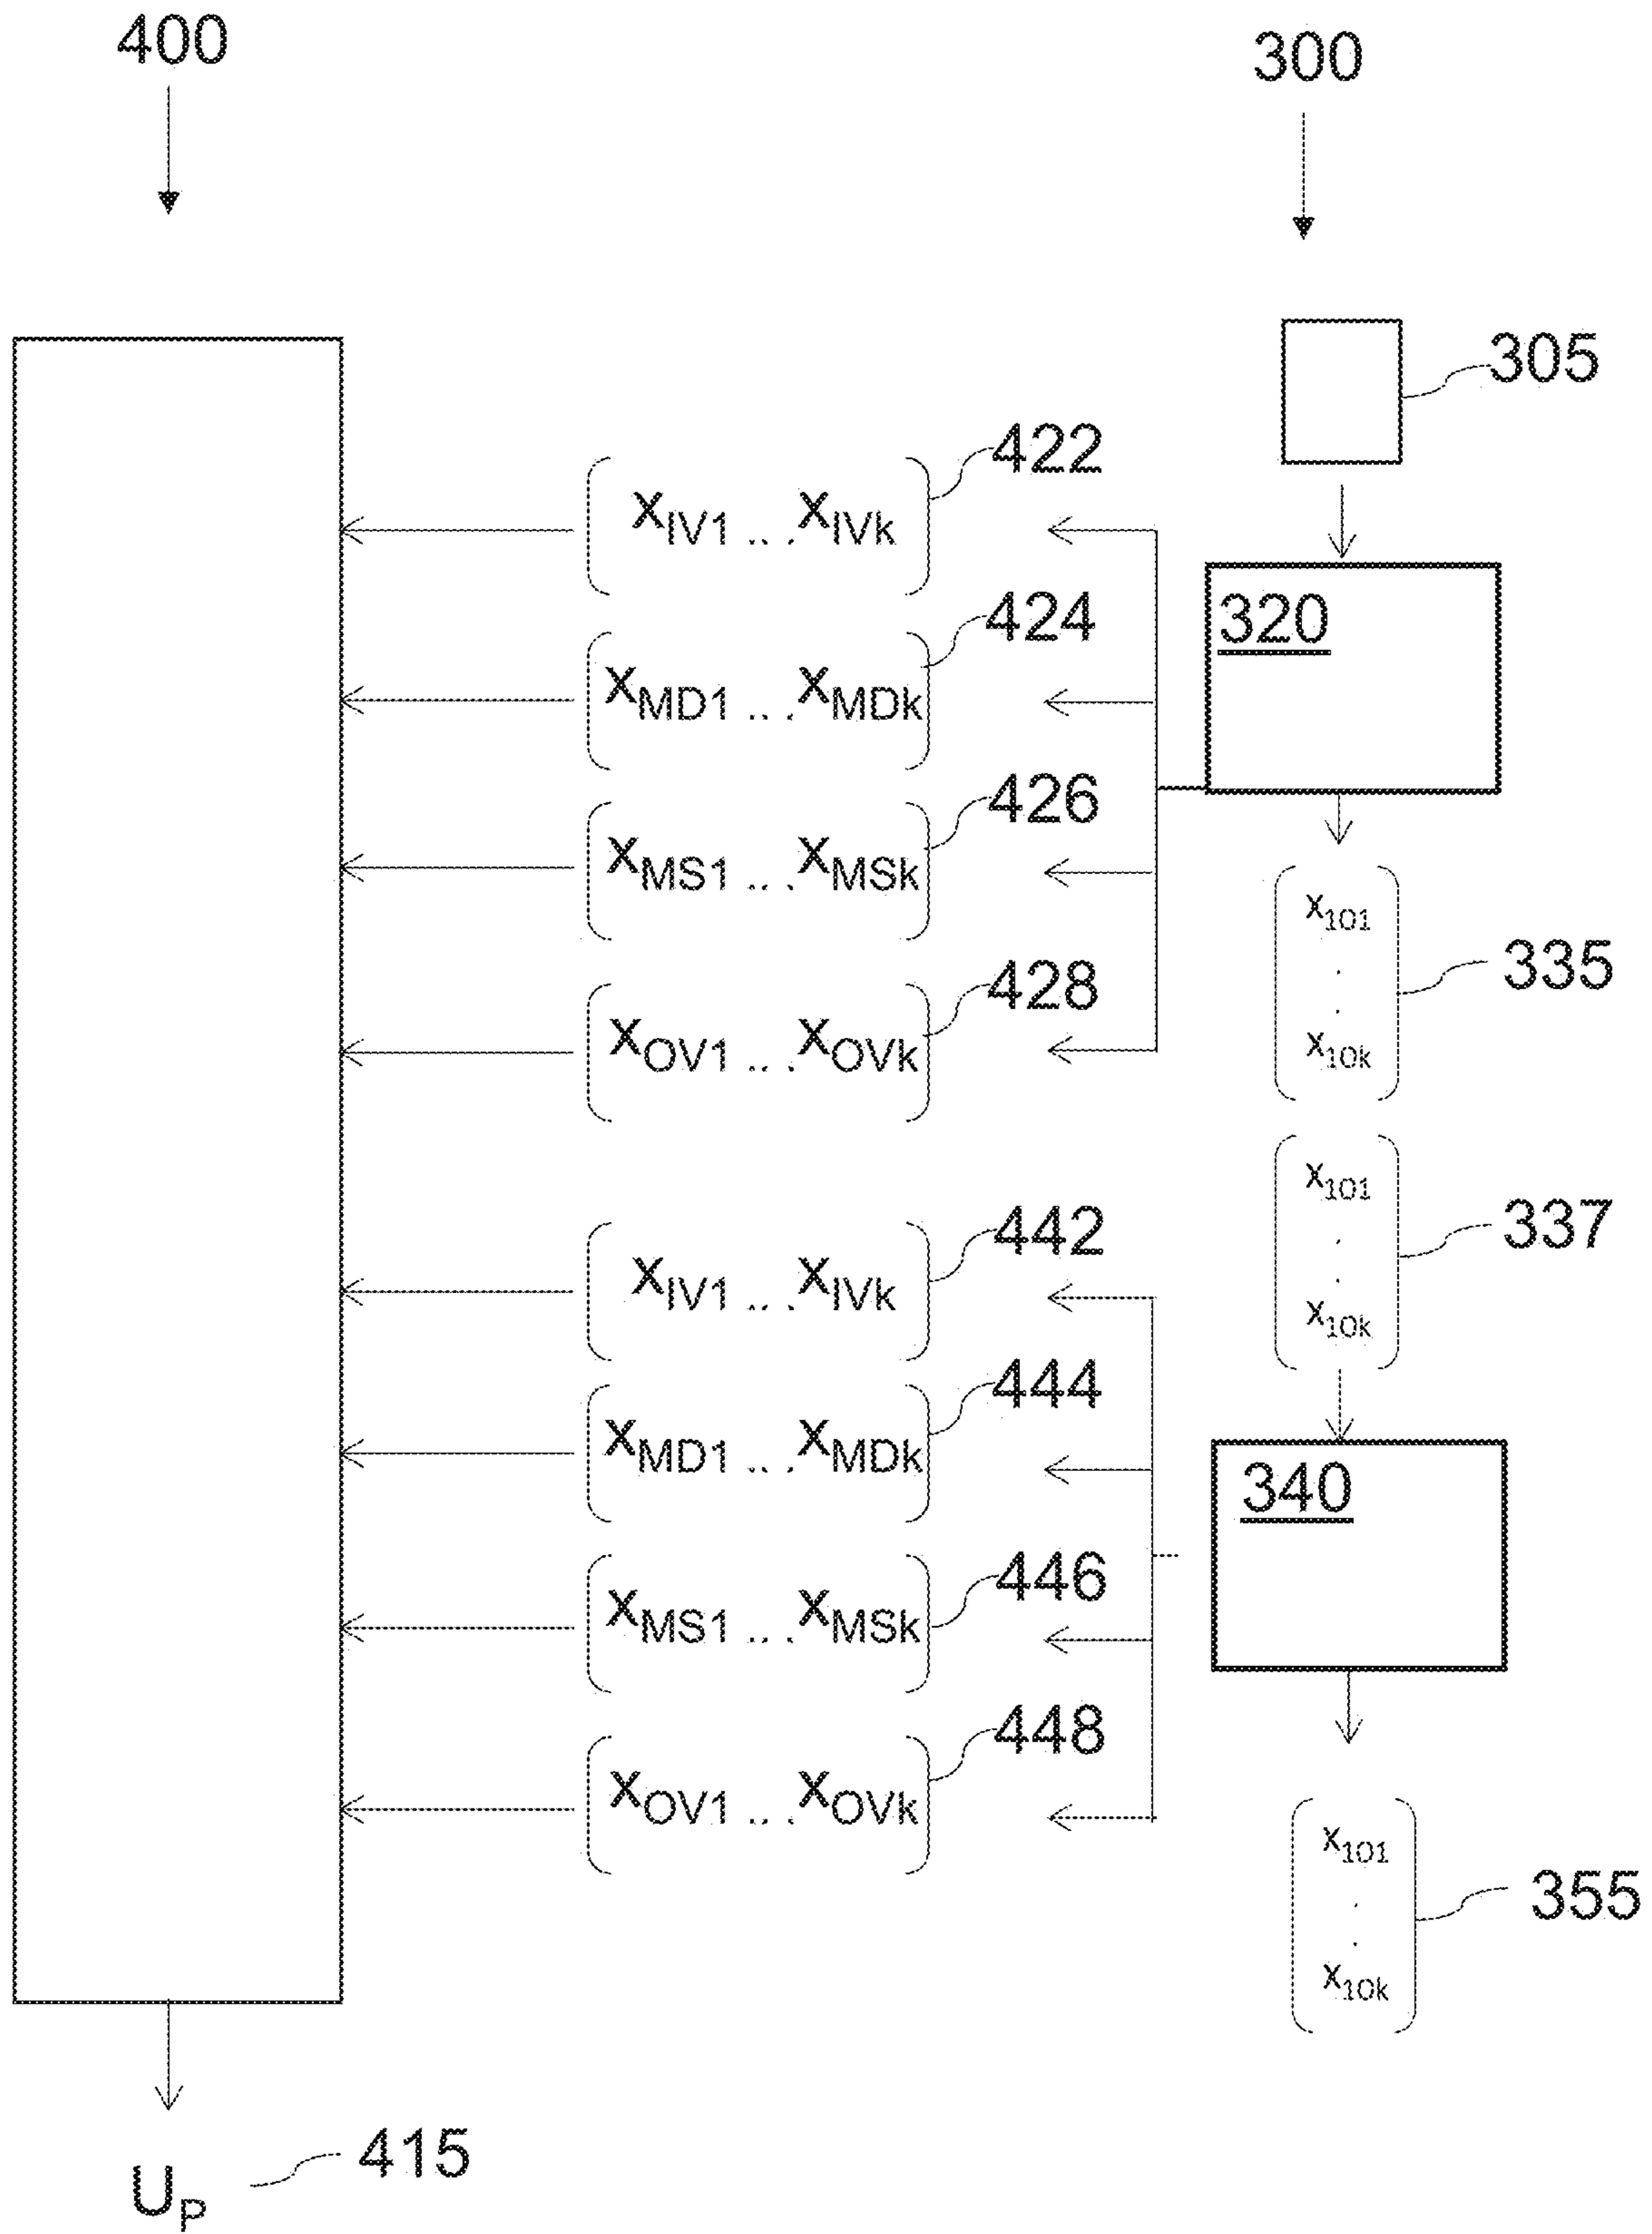 400
300
305
422
X_IV1 ... X_IVk
320
424
X_MD1 ... X_MDk
426
X_MS1 ... X_MSk
x_101
.
.
x_10k
335
428
X_OV1 ... X_OVk
x_101
.
.
x_10k
337
442
X_IV1 ... X_IVk
444
X_MD1 ... X_MDk
340
446
X_MS1 ... X_MSk
448
X_OV1 ... X_OVk
x_101
.
.
x_10k
355
415
U_P